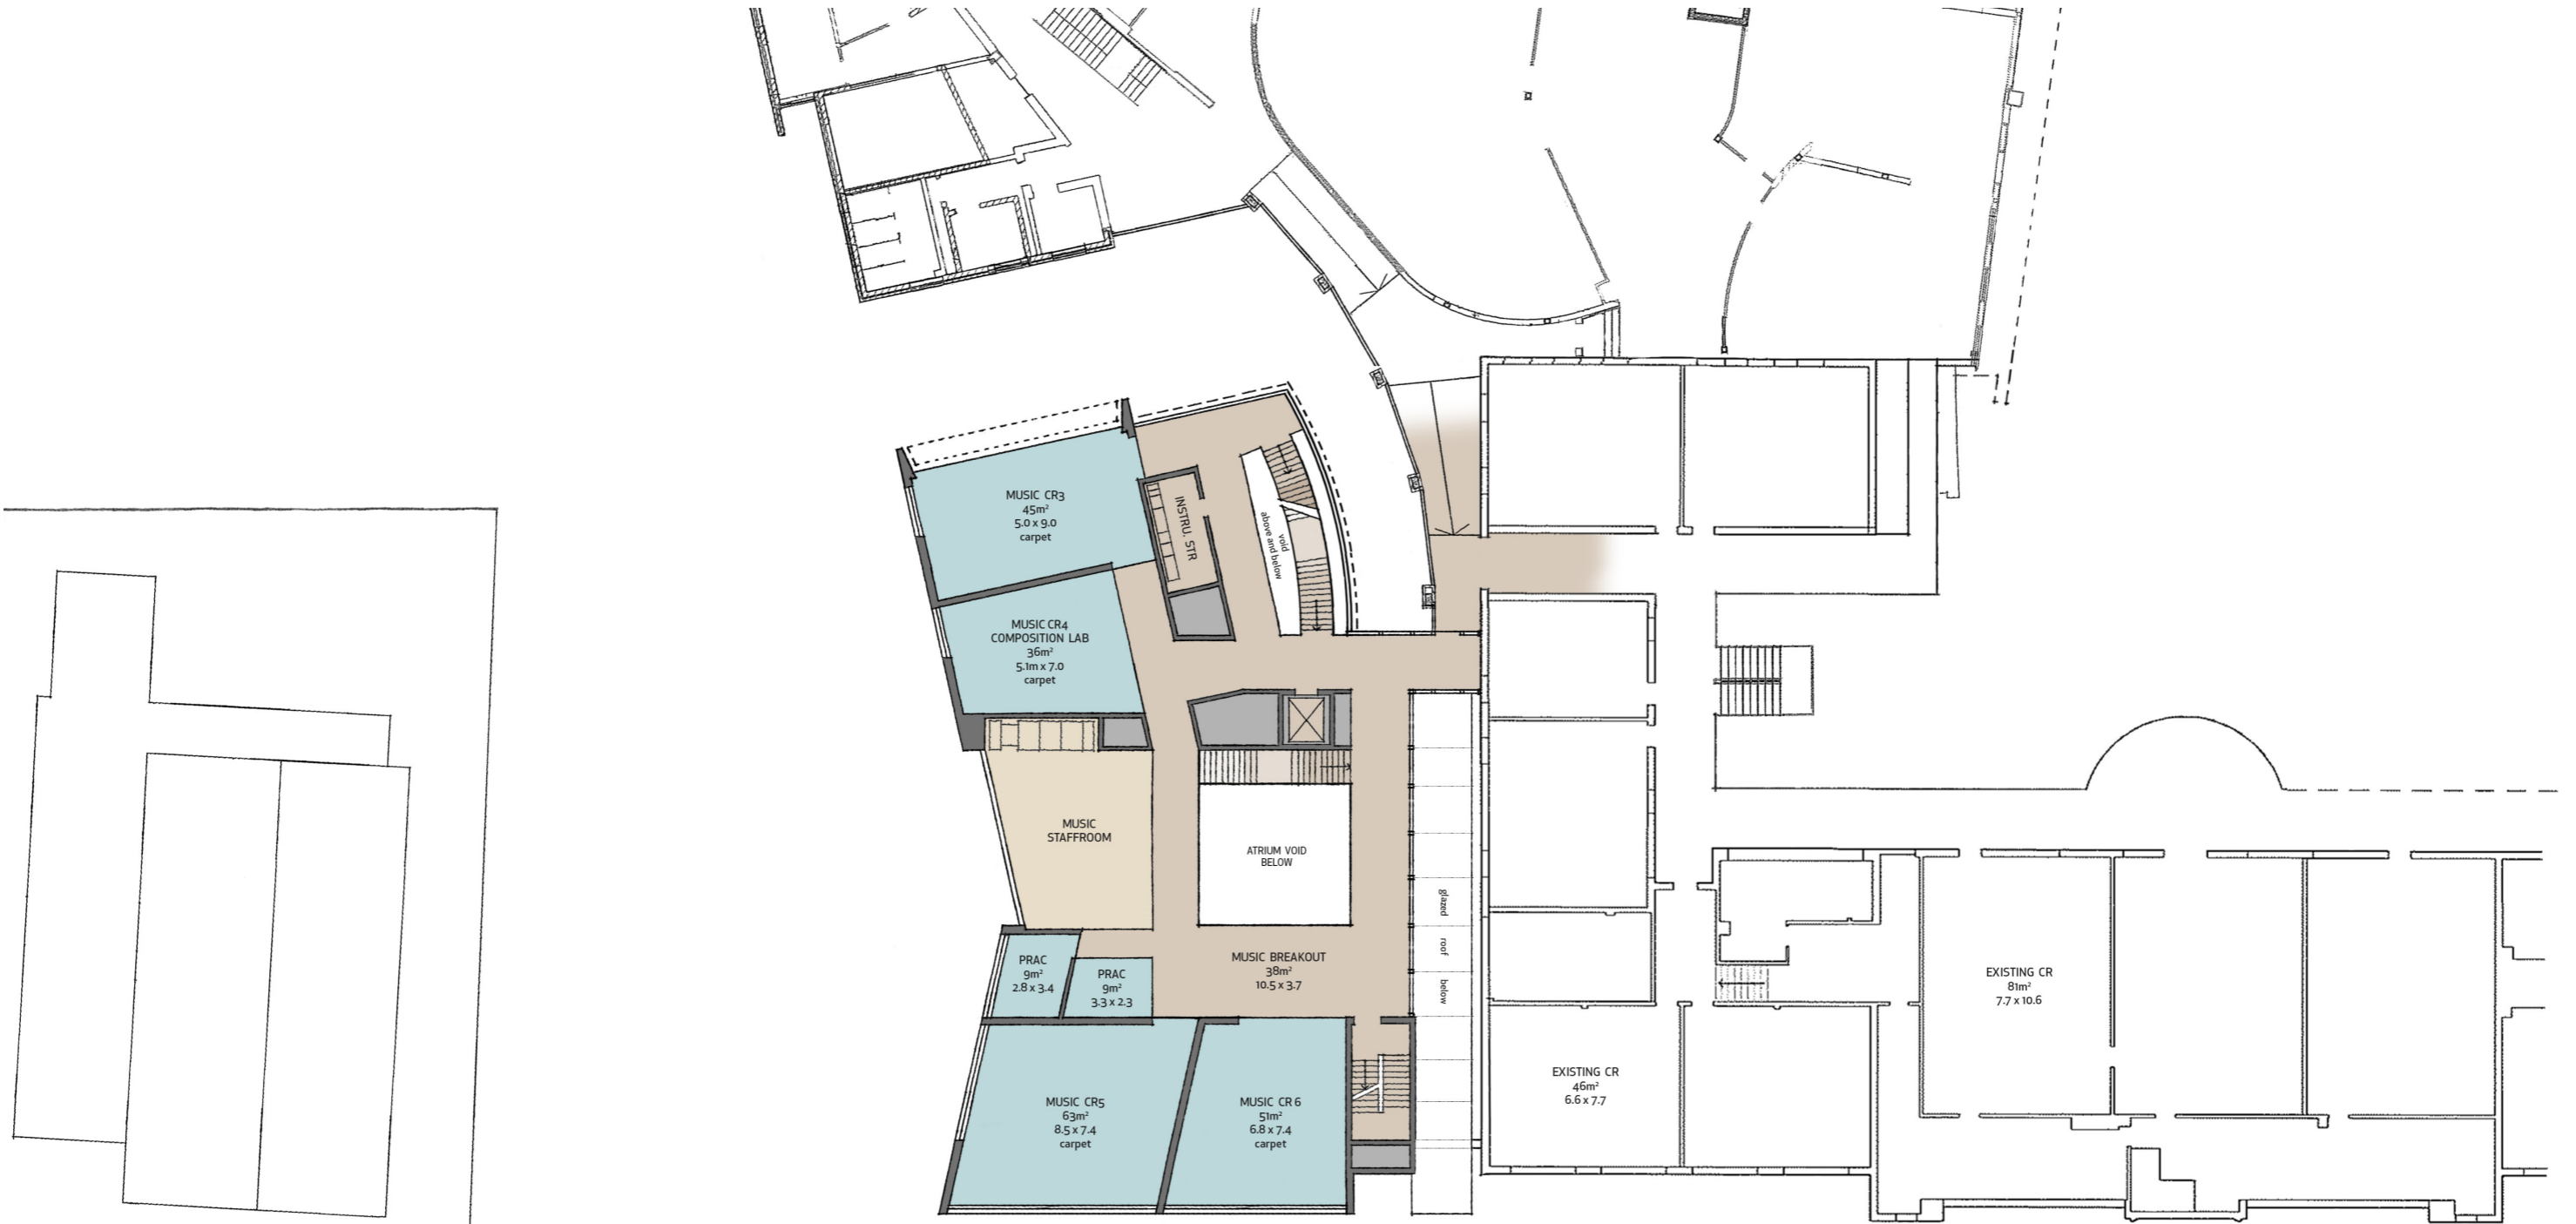 MUSIC CR3
45m²
5.0 x 9.0
carpet
INSTRU. STR
void
above and below
MUSIC CR4
COMPOSITION LAB
36m²
5.1m x 7.0
carpet
MUSIC
STAFFROOM
ATRIUM VOID
BELOW
glazed roof below
PRAC
9m²
2.8 x 3.4
PRAC
9m²
3.3 x 2.3
MUSIC BREAKOUT
38m²
10.5 x 3.7
EXISTING CR
81m²
7.7 x 10.6
EXISTING CR
46m²
6.6 x 7.7
MUSIC CR5
63m²
8.5 x 7.4
carpet
MUSIC CR 6
51m²
6.8 x 7.4
carpet